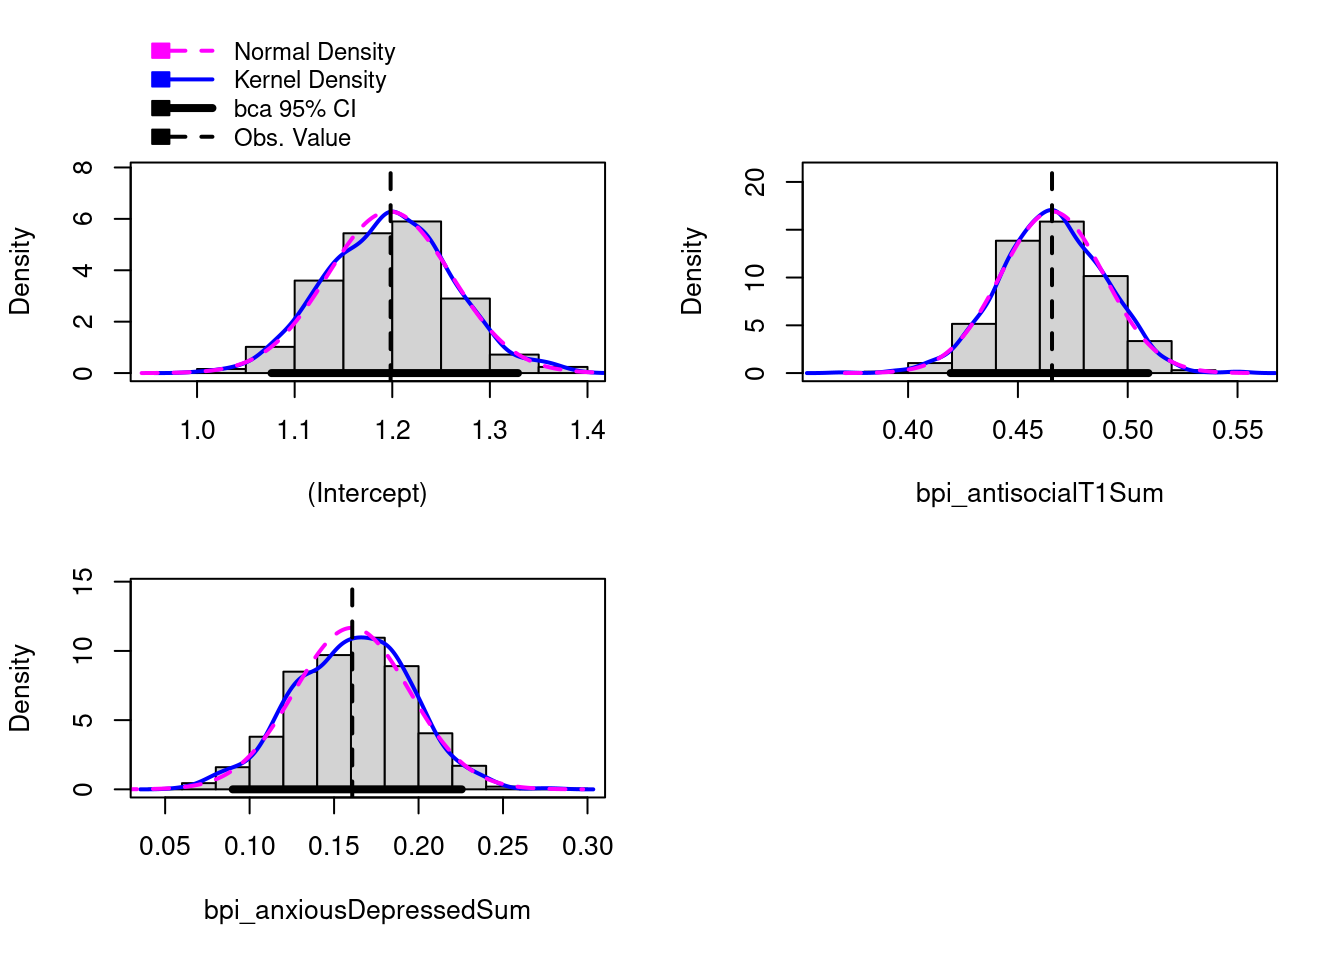 Normal Density
Kernel Density
bca 95% CI
Obs. Value
Density
0 2 4 6 8
1.0 1.1 1.2 1.3 1.4
(Intercept)
Density
0 5 10 20
0.40 0.45 0.50 0.55
bpi_antisocialT1Sum
Density
0 5 10 15
0.05 0.10 0.15 0.20 0.25 0.30
bpi_anxiousDepressedSum